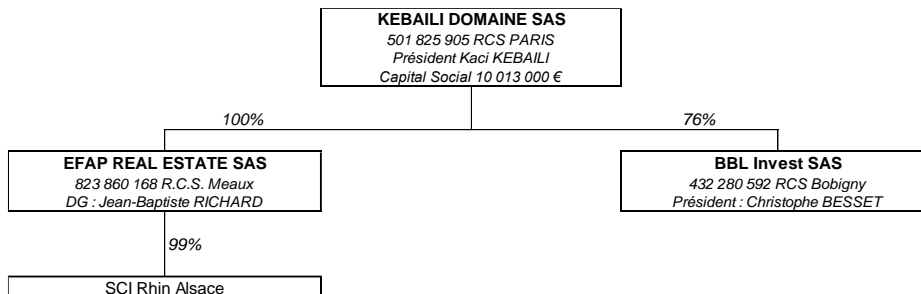 KEBAILI DOMAINE SAS
501 825 905 RCS PARIS
Président Kaci KEBAILI
Capital Social 10 013 000 €
100%
76%
EFAP REAL ESTATE SAS
823 860 168 R.C.S. Meaux
DG : Jean-Baptiste RICHARD
BBL Invest SAS
432 280 592 RCS Bobigny
Président : Christophe BESSET
99%
SCI Rhin Alsace